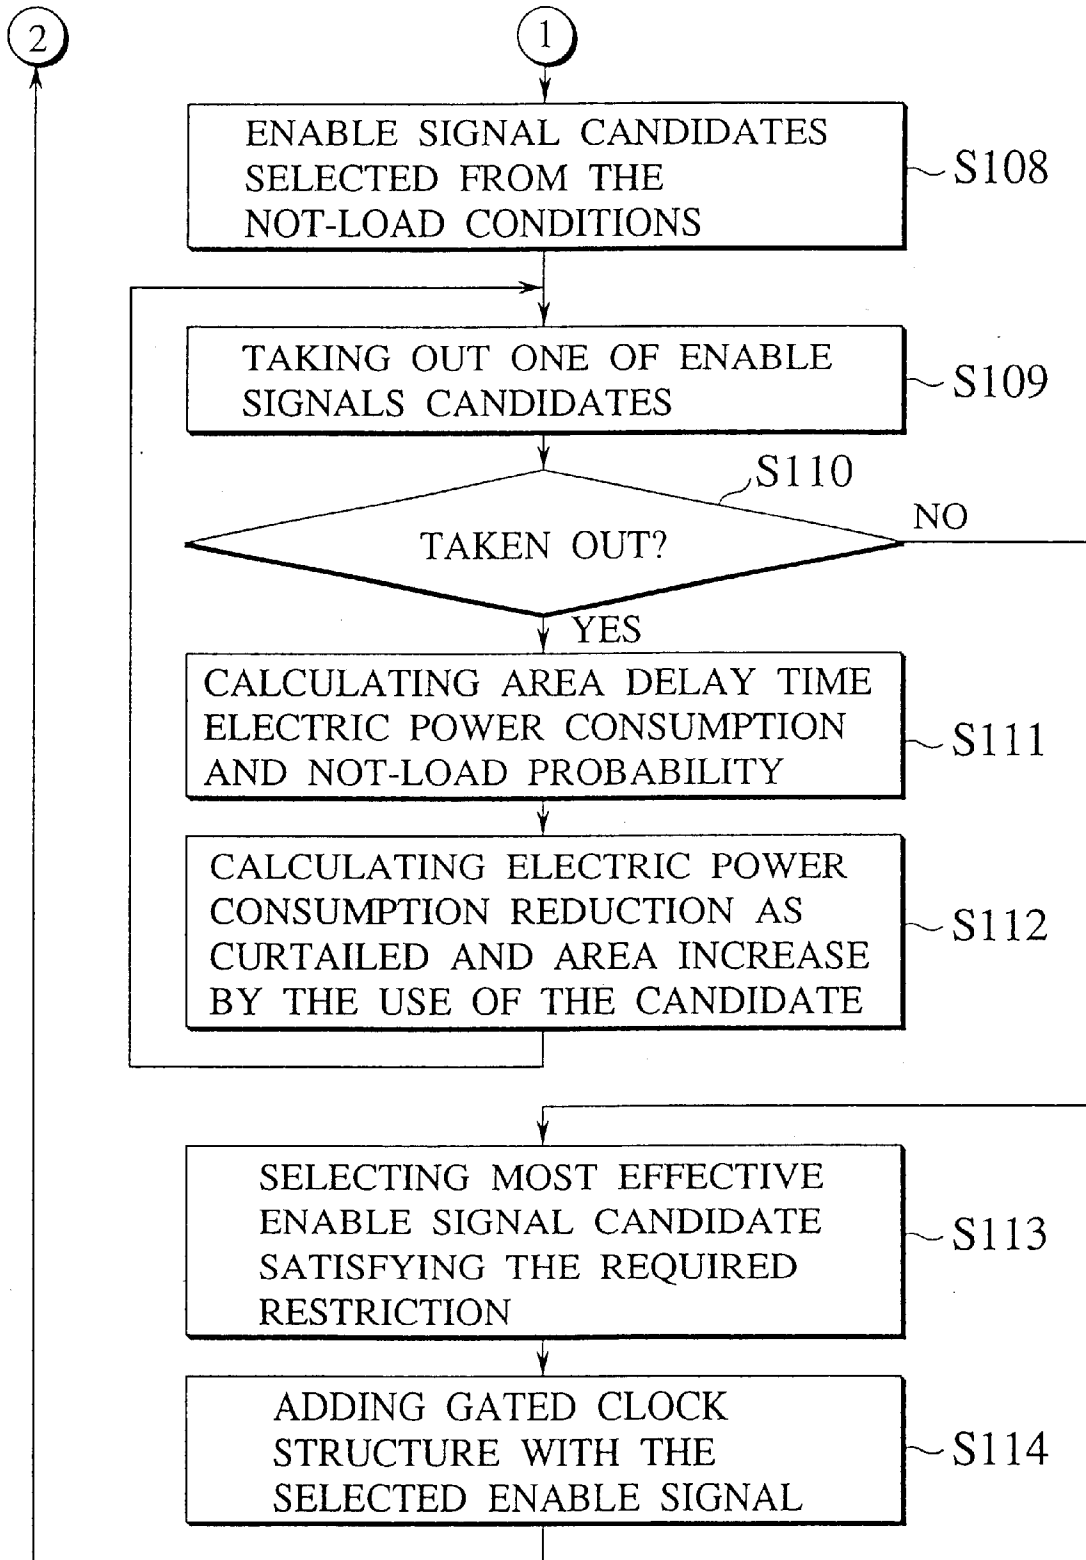 2
1
ENABLE SIGNAL CANDIDATES
SELECTED FROM THE
NOT-LOAD CONDITIONS
S108
TAKING OUT ONE OF ENABLE
SIGNALS CANDIDATES
S109
S110
TAKEN OUT?
NO
YES
CALCULATING AREA DELAY TIME
ELECTRIC POWER CONSUMPTION
AND NOT-LOAD PROBABILITY
S111
CALCULATING ELECTRIC POWER
CONSUMPTION REDUCTION AS
CURTAILED AND AREA INCREASE
BY THE USE OF THE CANDIDATE
S112
SELECTING MOST EFFECTIVE
ENABLE SIGNAL CANDIDATE
SATISFYING THE REQUIRED
RESTRICTION
S113
ADDING GATED CLOCK
STRUCTURE WITH THE
SELECTED ENABLE SIGNAL
S114